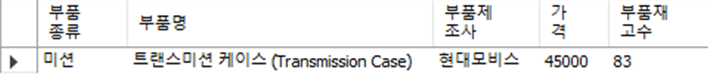 부품
종류
부품명
부품제
조사
가
격
부품재
고수
미션 트랜스미션 케이스 (Transmission Case) 현대모비스 45000 83